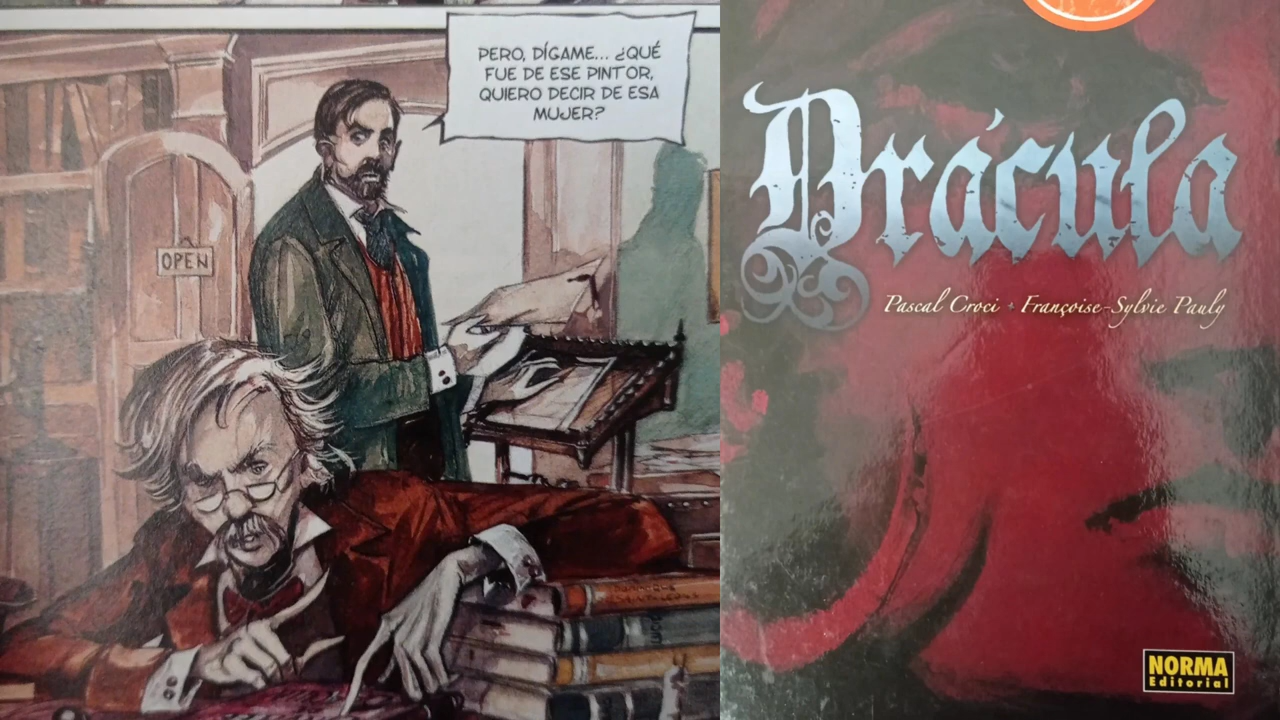 PERO, DÍGAME... ¿QUÉ
FUE DE ESE PINTOR,
QUIERO DECIR DE ESA
MUJER?
OPEN
Drácula
Pascal Croci + Françoise-Sylvie Pauly
NORMA
Editorial